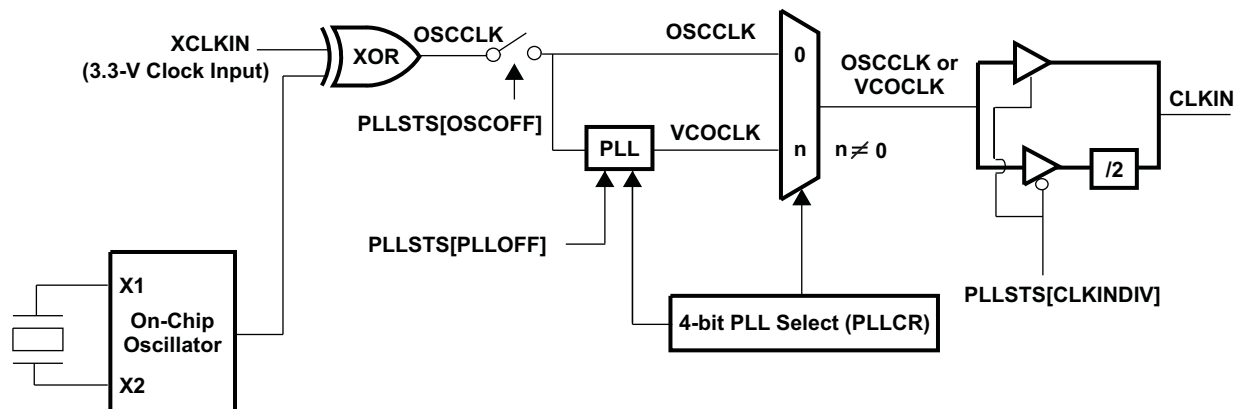 XCLKIN
(3.3-V Clock Input)
XOR
OSCCLK
PLLSTS[OSCOFF]
OSCCLK
PLL
VCOCLK
0
n
n ≠ 0
OSCCLK or
VCOCLK
/2
CLKIN
PLLSTS[PLLOFF]
4-bit PLL Select (PLLCR)
PLLSTS[CLKINDIV]
X1
On-Chip
Oscillator
X2